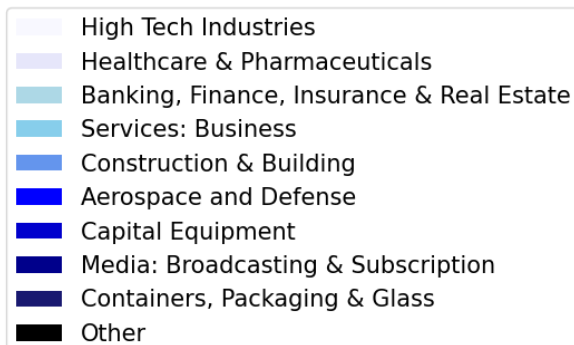 High Tech Industries
Healthcare & Pharmaceuticals
Banking, Finance, Insurance & Real Estate
Services: Business
Construction & Building
Aerospace and Defense
Capital Equipment
Media: Broadcasting & Subscription
Containers, Packaging & Glass
Other